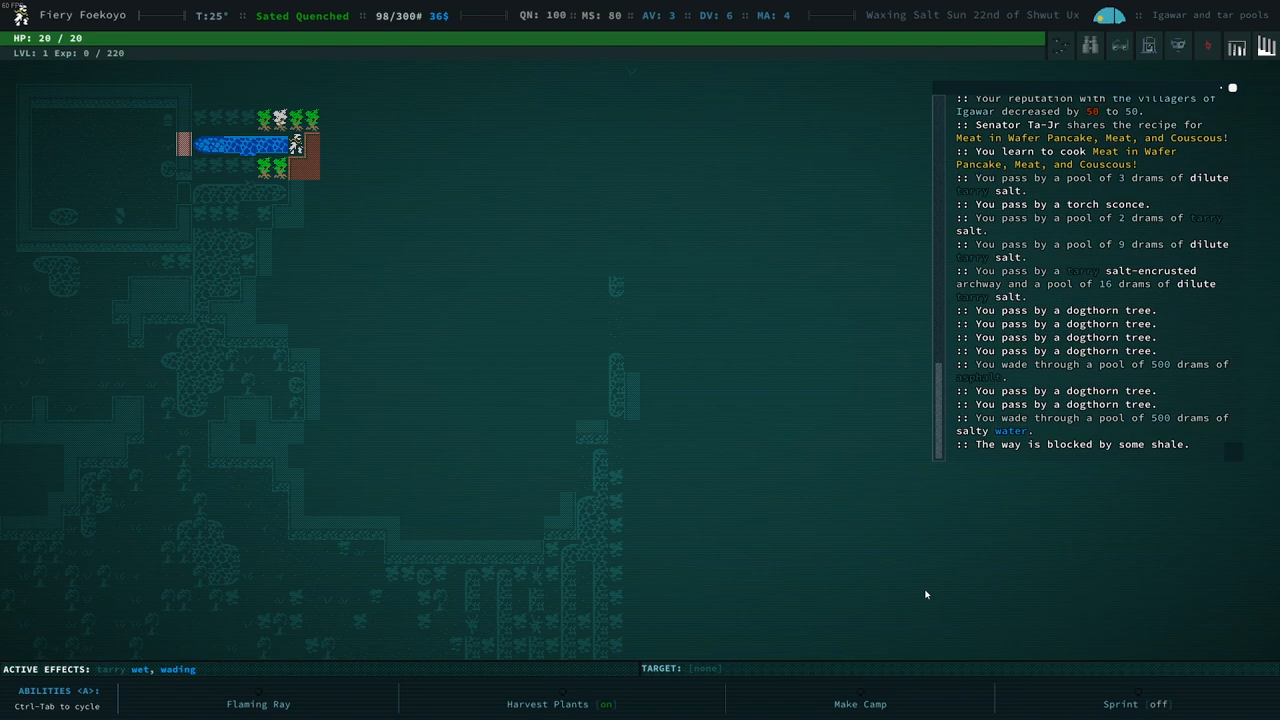 60 FPS
Fiery Foekoyo
T:25°
Sated Quenched
98/300# 36$
QN: 100 :: MS: 80 :: AV: 3 :: DV: 6 :: MA: 4
Waxing Salt Sun 22nd of Shwut Ux
:: Igawar and tar pools
HP: 20 / 20
LVL: 1 Exp: 0 / 220
:: Your reputation with the villagers of
Igawar decreased by 50 to 50.
:: Senator Ta-Jr shares the recipe for
Meat in Wafer Pancake, Meat, and Couscous!
:: You learn to cook Meat in Wafer
Pancake, Meat, and Couscous!
:: You pass by a pool of 3 drams of dilute
tarry salt.
:: You pass by a torch sconce.
:: You pass by a pool of 2 drams of tarry
salt.
:: You pass by a pool of 9 drams of dilute
tarry salt.
:: You pass by a tarry salt-encrusted
archway and a pool of 16 drams of dilute
tarry salt.
:: You pass by a dogthorn tree.
:: You pass by a dogthorn tree.
:: You pass by a dogthorn tree.
:: You pass by a dogthorn tree.
:: You wade through a pool of 500 drams of
asphalt.
:: You pass by a dogthorn tree.
:: You pass by a dogthorn tree.
:: You wade through a pool of 500 drams of
salty water.
:: The way is blocked by some shale.
ACTIVE EFFECTS: tarry wet, wading
TARGET: [none]
ABILITIES <A>:
Ctrl-Tab to cycle
Flaming Ray
Harvest Plants [on]
Make Camp
Sprint [off]